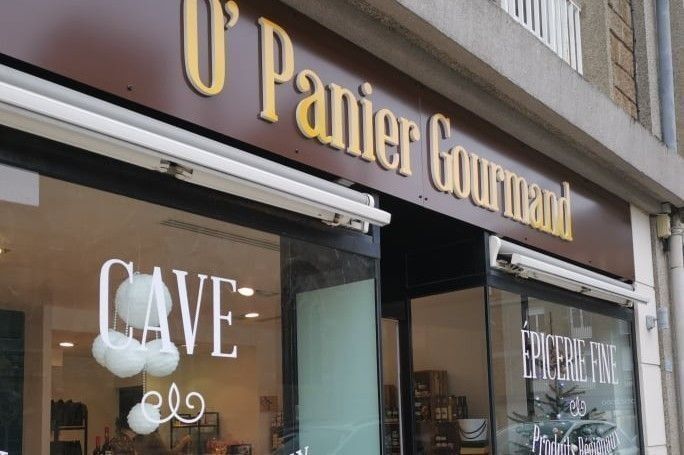 O' Panier Gourmand
CAVE
ÉPICERIE FINE
Produits Régionaux